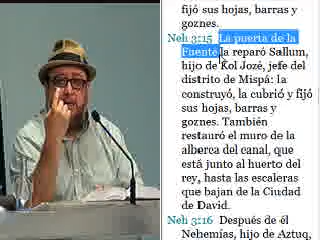 fijó sus hojas, barras y
goznes.
Neh 3:15 La puerta de la
Fuente la reparó Sallum,
hijo de Kol Jozé, jefe del
distrito de Mispá: la
construyó, la cubrió y fijó
sus hojas, barras y
goznes. También
restauró el muro de la
alberca del canal, que
está junto al huerto del
rey, hasta las escaleras
que bajan de la Ciudad
de David.
Neh 3:16 Después de él
Nehemías, hijo de Aztuq,